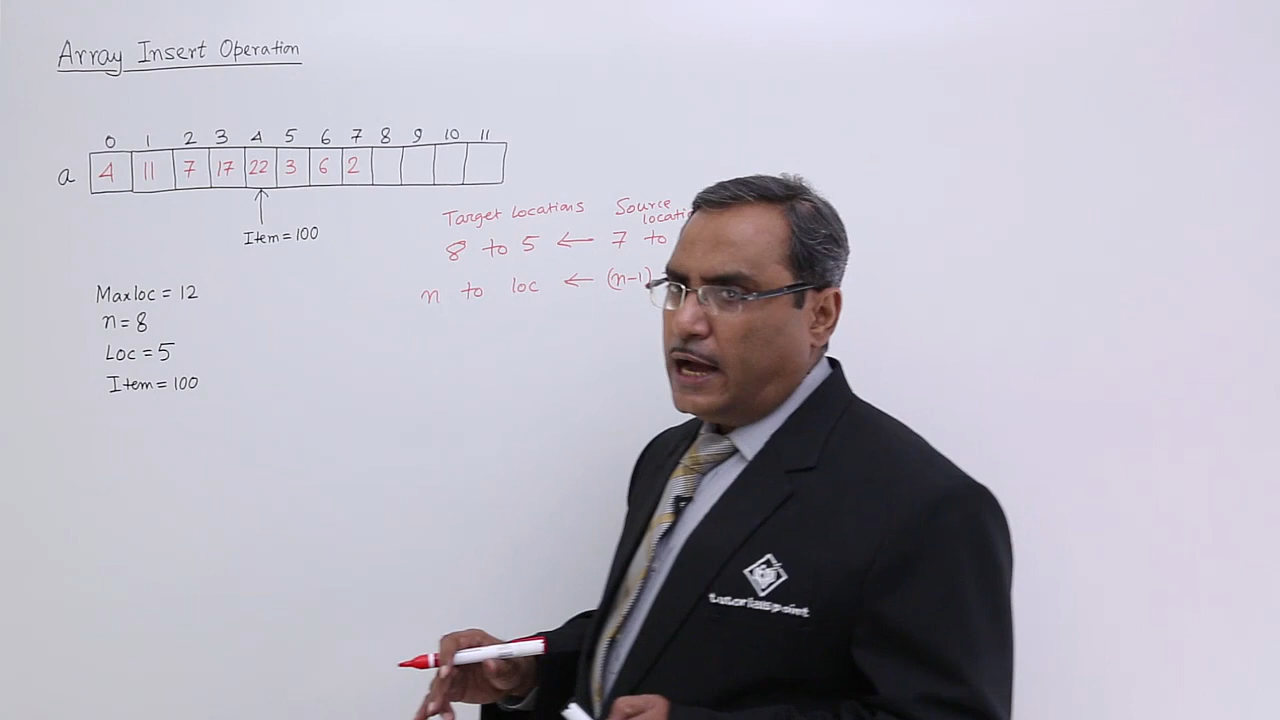 Array Insert Operation
0 1 2 3 4 5 6 7 8 9 10 11
a 4 11 7 17 22 3 6 2
Item = 100
Target Locations Source
8 to 5 ← 7 to
n to loc ← (n-1)
Maxloc = 12
n = 8
Loc = 5
Item = 100
tutorialspoint